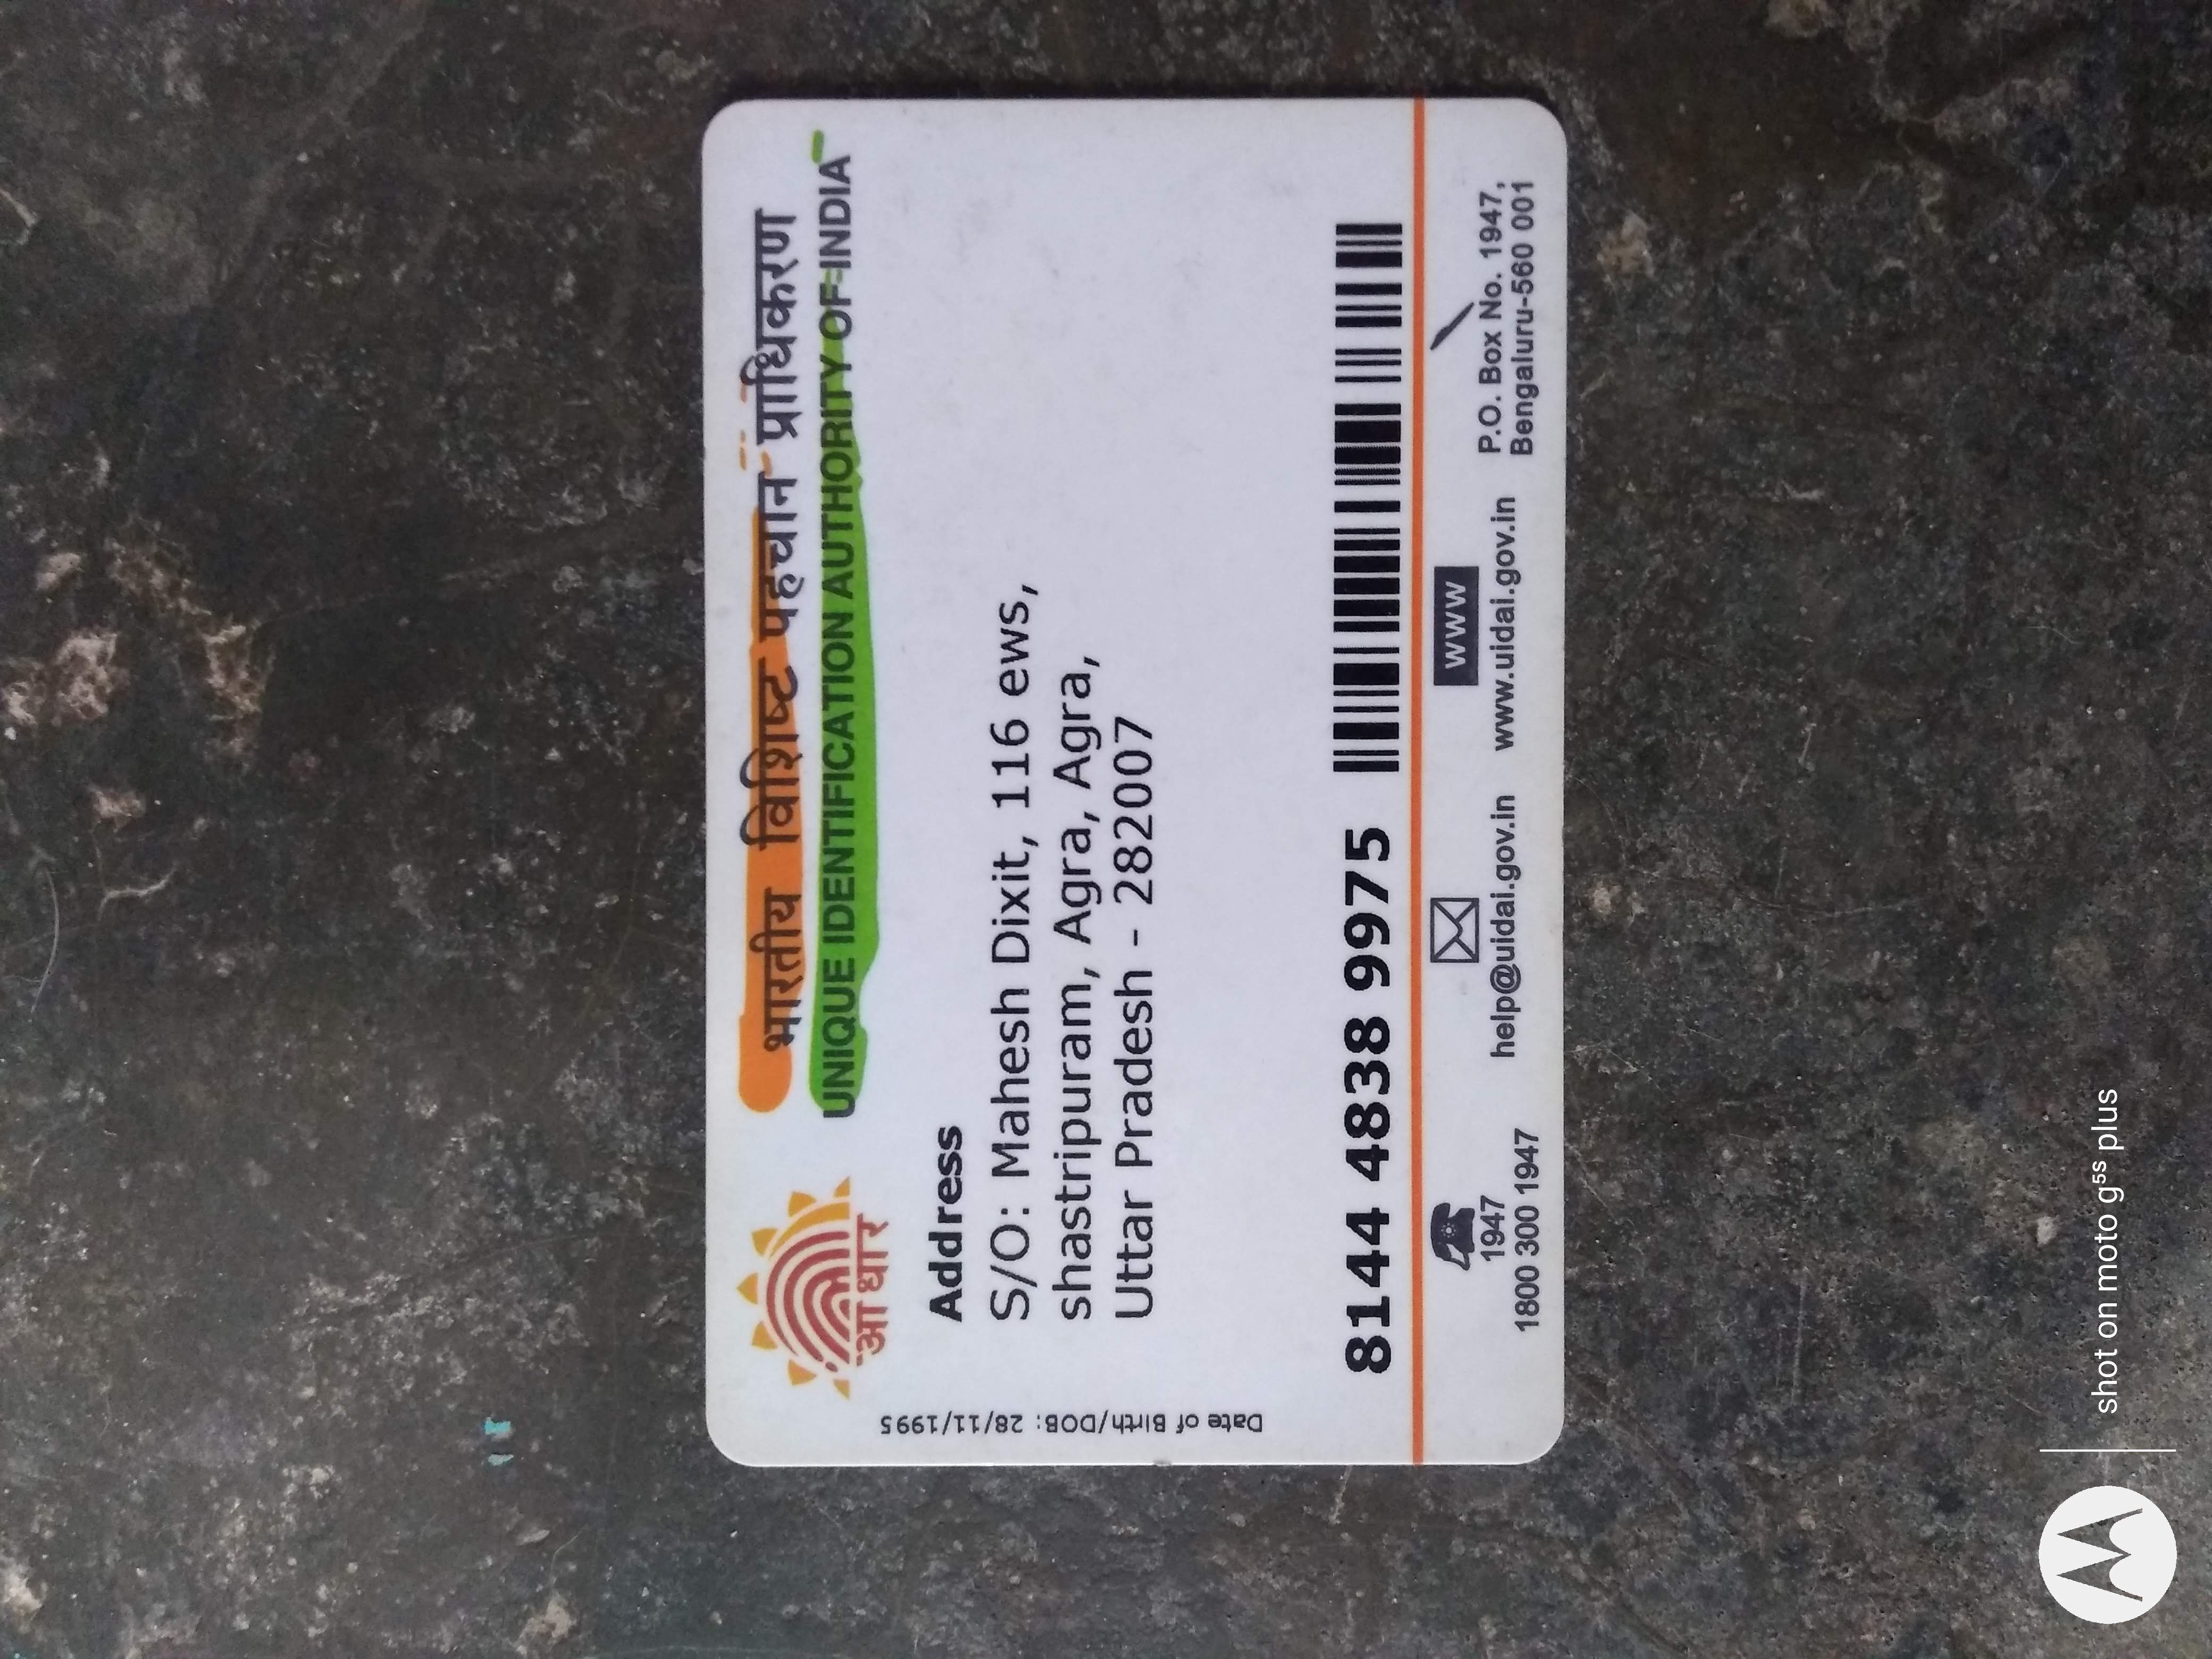 भारतीय विशिष्ट पहचान प्राधिकरण
UNIQUE IDENTIFICATION AUTHORITY OF INDIA
आधार
Address
S/O: Mahesh Dixit, 116 ews,
shastripuram, Agra, Agra,
Uttar Pradesh - 282007
Date of Birth/DOB: 28/11/1995
8144 4838 9975
1947
1800 300 1947
help@uidai.gov.in
www
www.uidai.gov.in
P.O. Box No. 1947,
Bengaluru-560 001
shot on moto g⁵ˢ plus